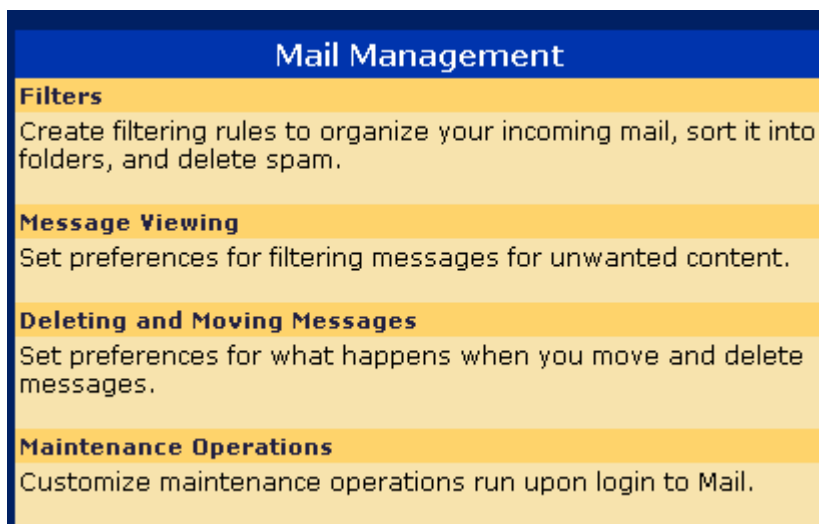 Mail Management
Filters
Create filtering rules to organize your incoming mail, sort it into
folders, and delete spam.
Message Viewing
Set preferences for filtering messages for unwanted content.
Deleting and Moving Messages
Set preferences for what happens when you move and delete
messages.
Maintenance Operations
Customize maintenance operations run upon login to Mail.